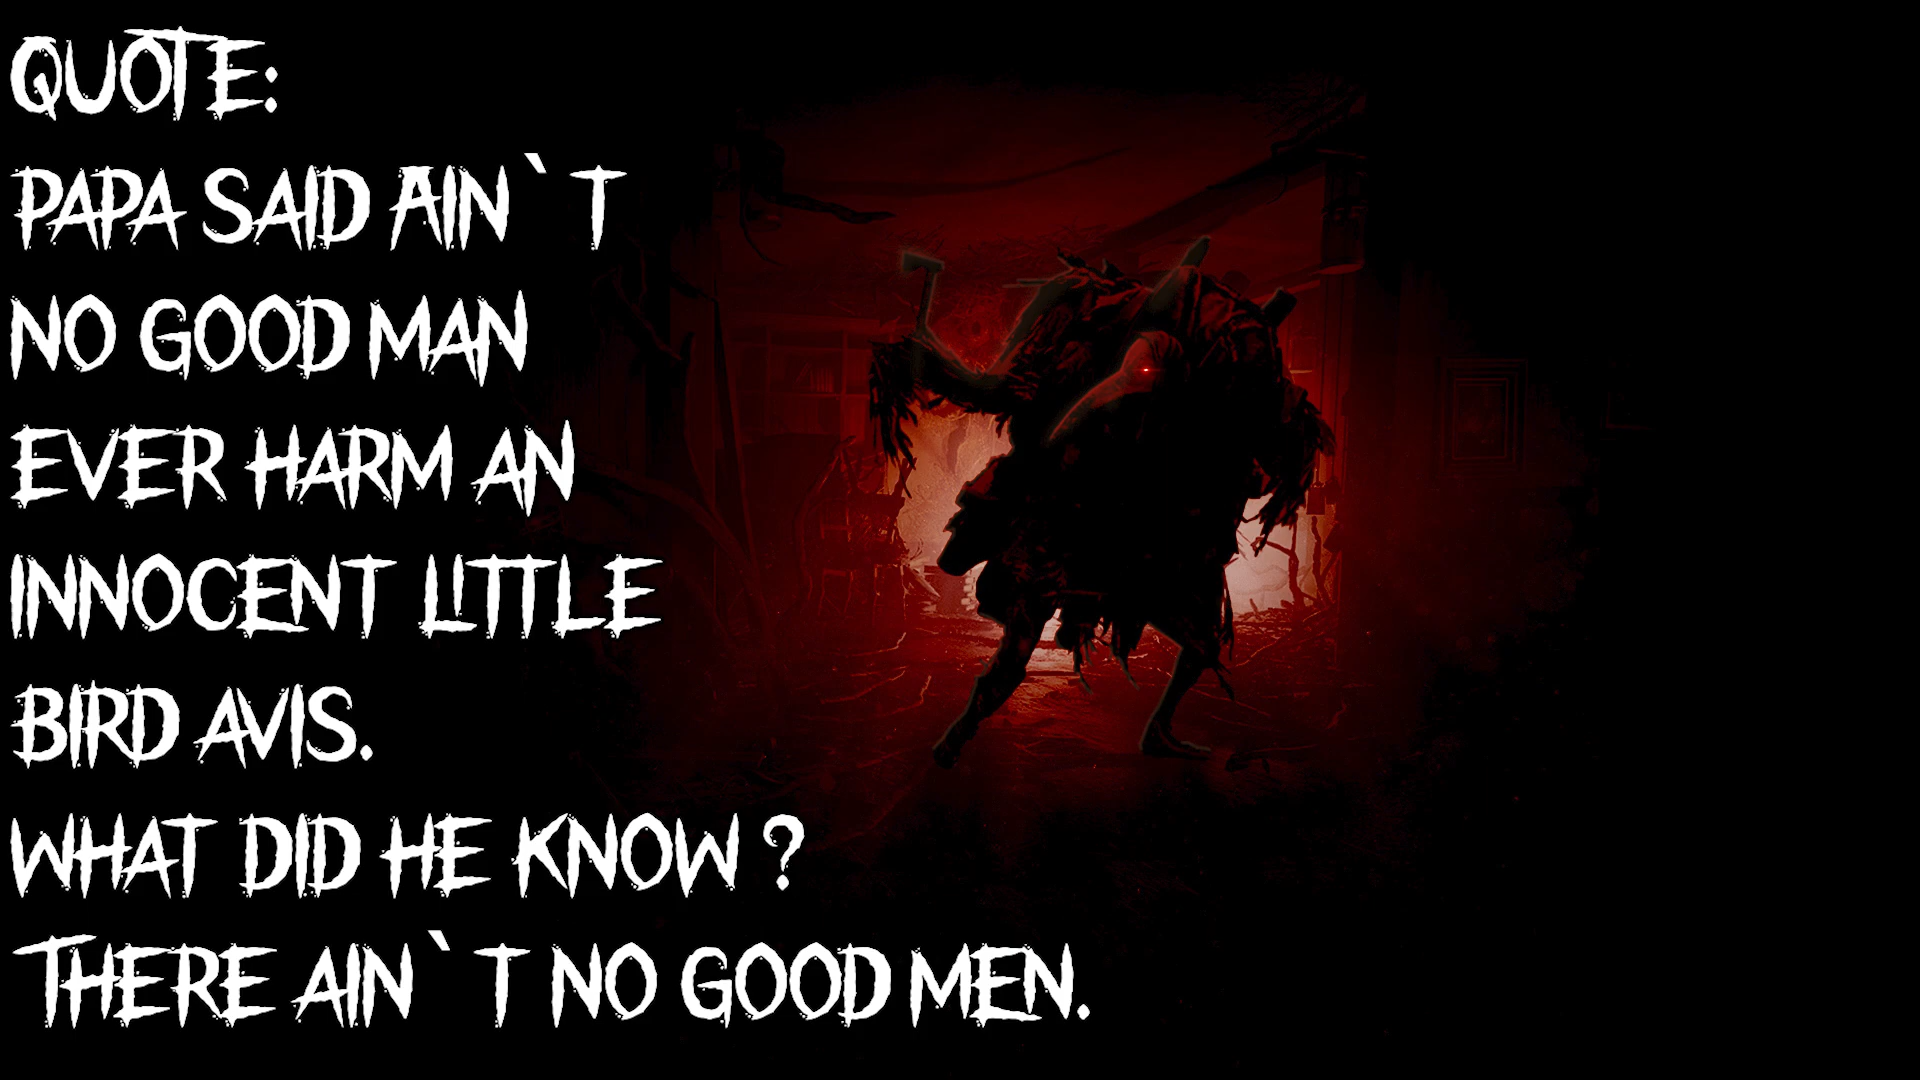 QUOTE:
PAPA SAID AIN`T
NO GOOD MAN
EVER HARM AN
INNOCENT LITTLE
BIRD AVIS.
WHAT DID HE KNOW ?
THERE AIN`T NO GOOD MEN.